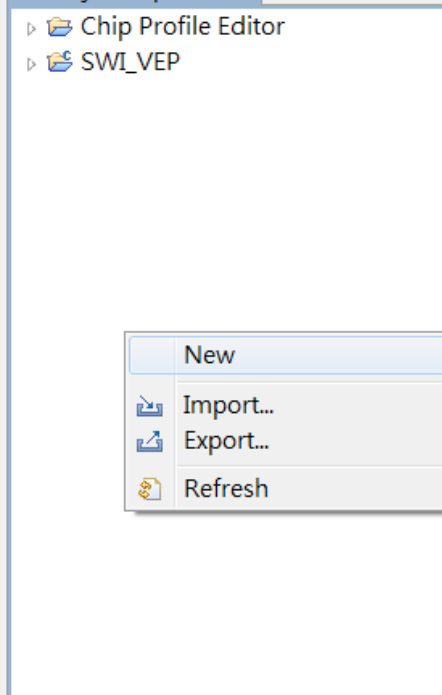 Chip Profile Editor
SWI_VEP
New
Import...
Export...
Refresh